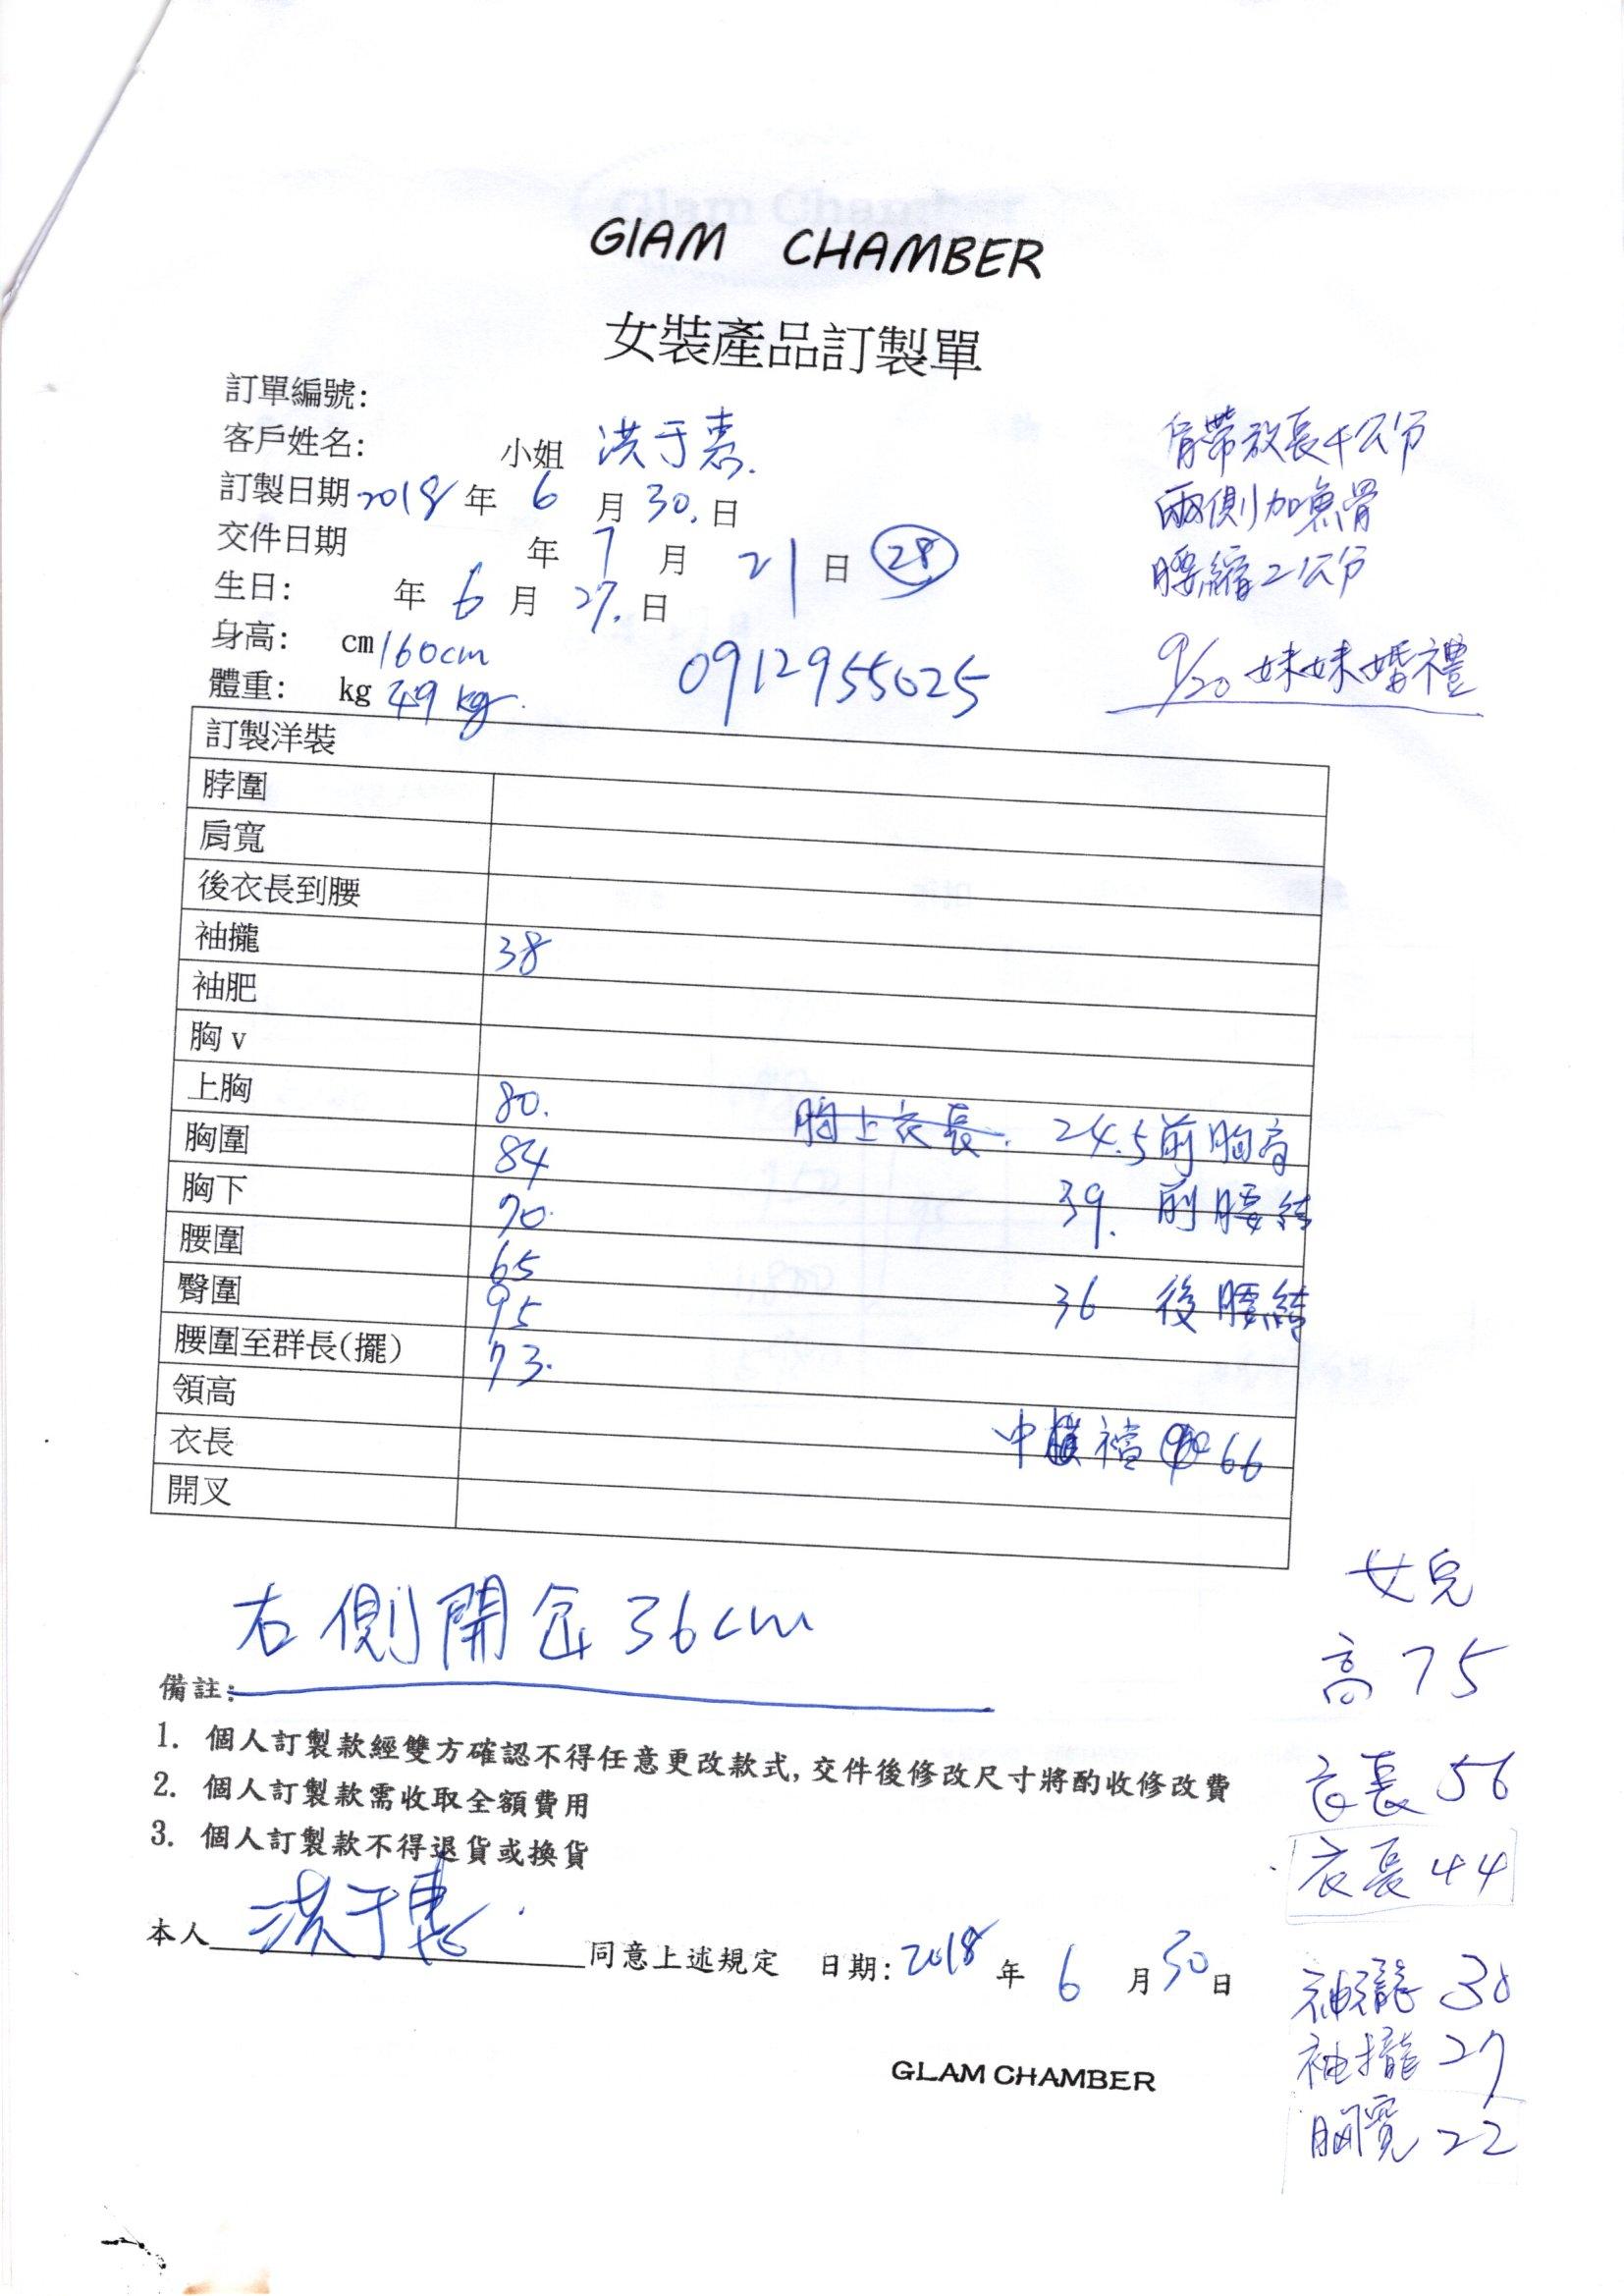 GIAM CHAMBER
女裝產品訂製單
訂單編號:
客戶姓名: 小姐 洪于惠.
訂製日期 2018 年 6 月 30. 日
交件日期 年 7 月 21 日 28
生日: 年 6 月 27. 日
身高: cm 160cm
體重: kg 49 kg.
0912955025
肩帶放長4公分
兩側加魚骨
腰縮2公分
9/20 妹妹婚禮
訂製洋裝
脖圍
肩寬
後衣長到腰
袖攏 38
袖肥
胸 v
上胸 80. 胸上衣長. 24.5 前胸高
胸圍 84
胸下 70. 39. 前腰結
腰圍 65
臀圍 95 36 後腰結
腰圍至群長(擺) 73.
領高
衣長 中 襠 66
開叉
右側開岔 36cm
備註:
1. 個人訂製款經雙方確認不得任意更改款式, 交件後修改尺寸將酌收修改費
2. 個人訂製款需收取全額費用
3. 個人訂製款不得退貨或換貨
本人 洪于惠. 同意上述規定 日期: 2018 年 6 月 30 日
女兒
高 75
衣長 56
衣長 44
袖攏 30
袖攏 27
胸寬 22
GLAM CHAMBER